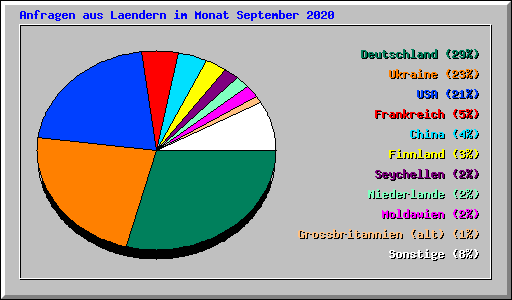 Anfragen aus Laendern im Monat September 2020
Deutschland (29%)
Ukraine (23%)
USA (21%)
Frankreich (5%)
China (4%)
Finnland (3%)
Seychellen (2%)
Niederlande (2%)
Moldawien (2%)
Grossbritannien (alt) (1%)
Sonstige (8%)